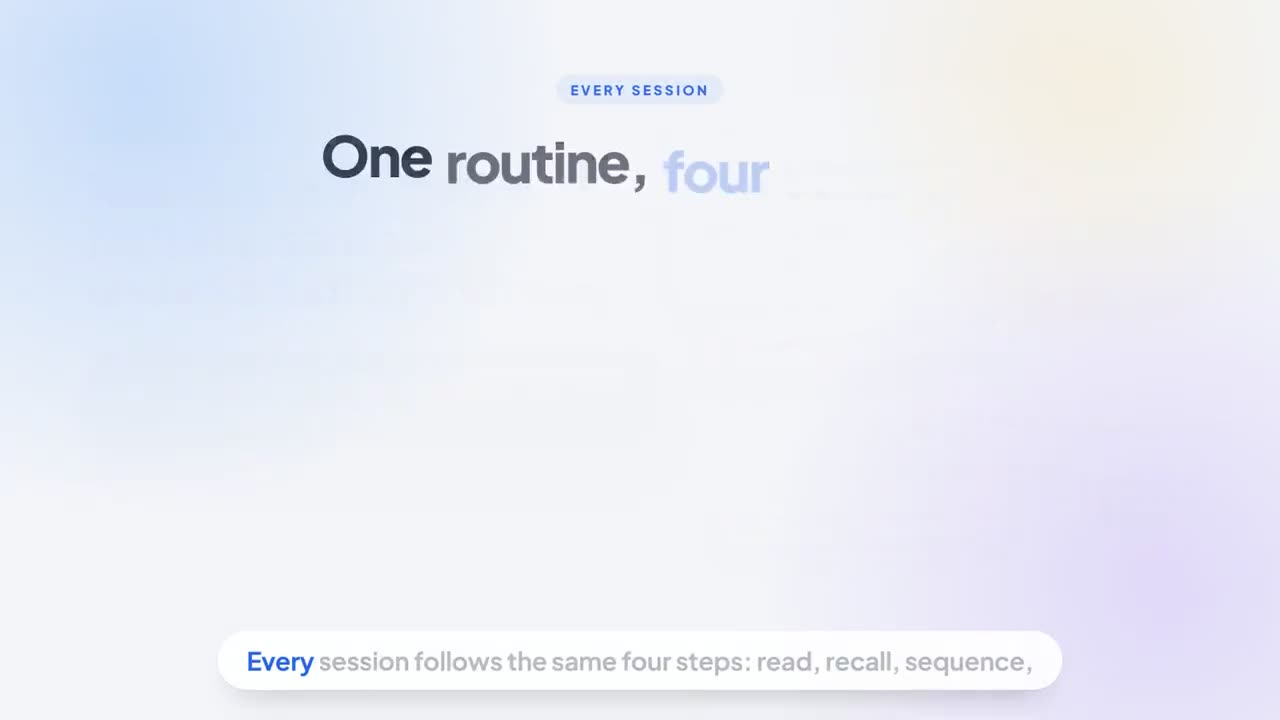 EVERY SESSION
One routine, four
Every session follows the same four steps: read, recall, sequence,